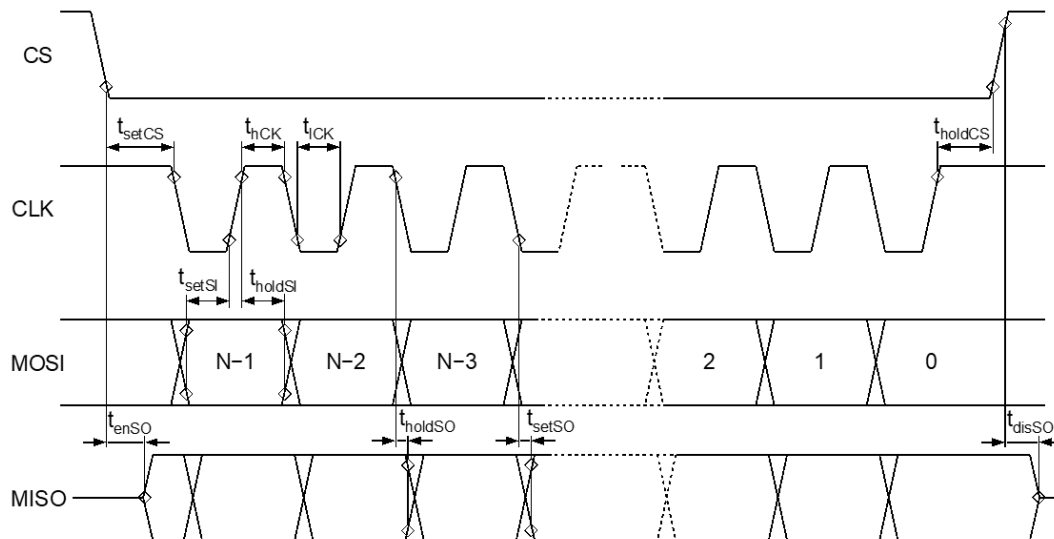 CS
t_setCS
t_hCK
t_lCK
t_holdCS
CLK
t_setSI
t_holdSI
MOSI
N−1
N−2
N−3
2
1
0
t_enSO
t_holdSO
t_setSO
t_disSO
MISO